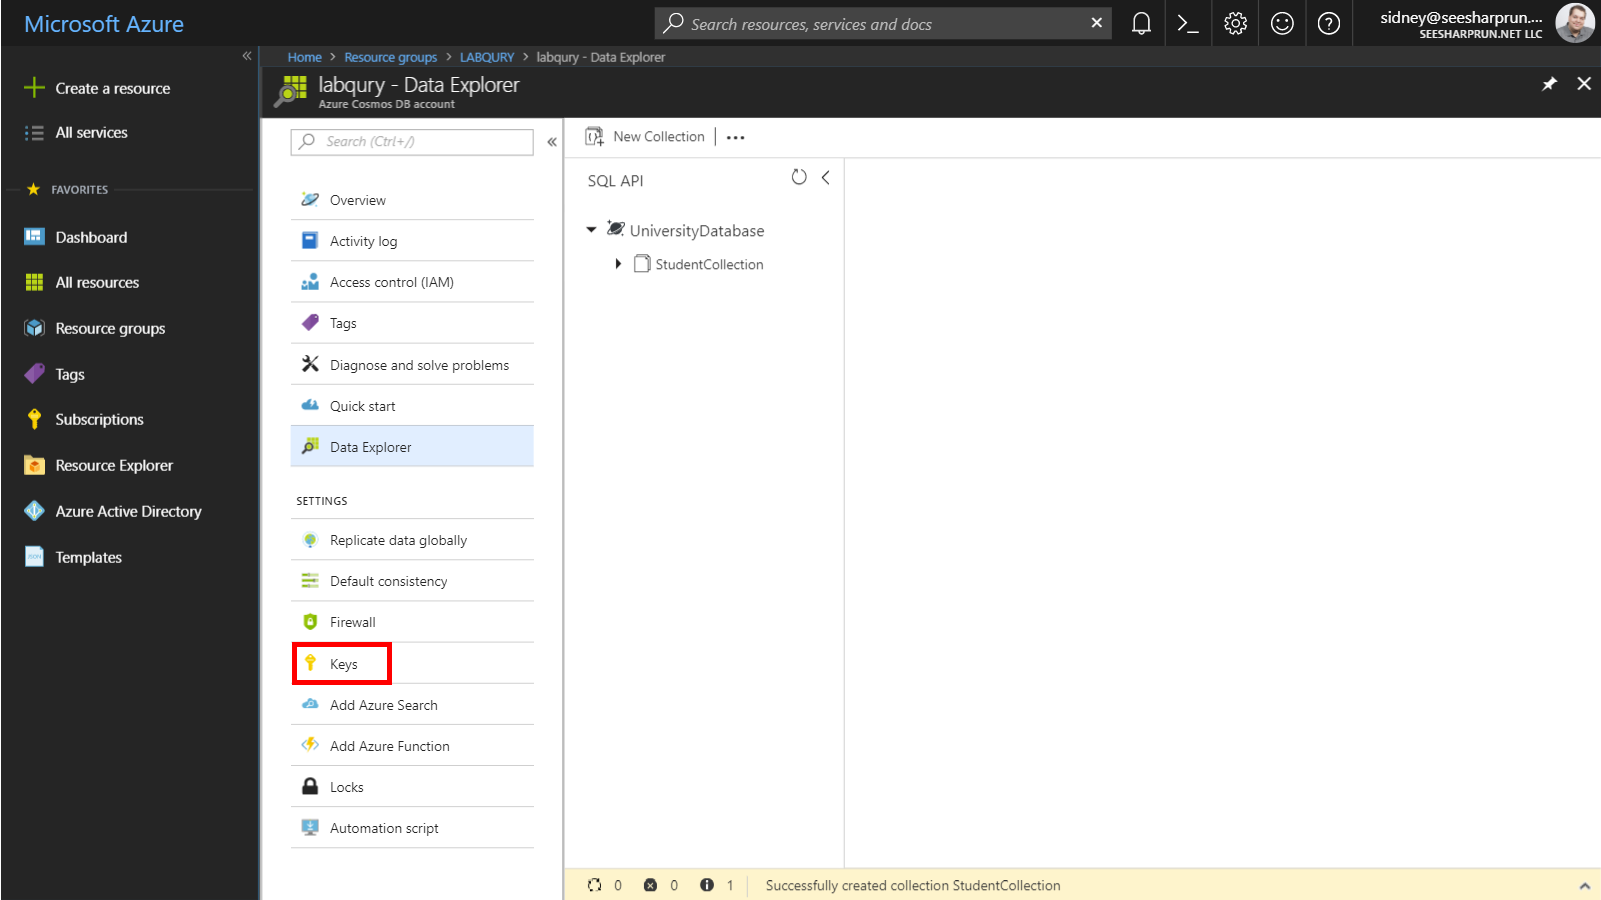 Microsoft Azure
Search resources, services and docs
sidney@seesharprun....
SEESHARPRUN.NET LLC
Home > Resource groups > LABQURY > labqury - Data Explorer
labqury - Data Explorer
Azure Cosmos DB account
Create a resource
All services
FAVORITES
Dashboard
All resources
Resource groups
Tags
Subscriptions
Resource Explorer
Azure Active Directory
Templates
Search (Ctrl+/)
Overview
Activity log
Access control (IAM)
Tags
Diagnose and solve problems
Quick start
Data Explorer
SETTINGS
Replicate data globally
Default consistency
Firewall
Keys
Add Azure Search
Add Azure Function
Locks
Automation script
New Collection
SQL API
UniversityDatabase
StudentCollection
0 0 1 Successfully created collection StudentCollection